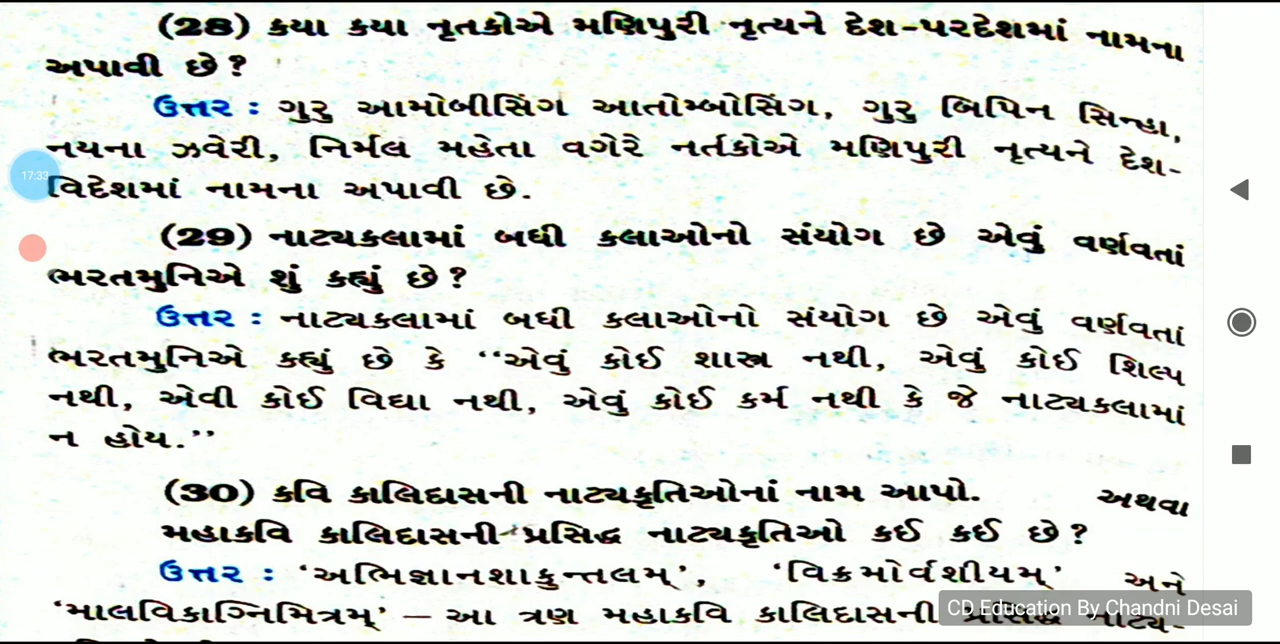 (28) કયા કયા નૃતકોએ મણિપુરી નૃત્યને દેશ-પરદેશમાં નામના
અપાવી છે?
ઉત્તર : ગુરુ આમોબીસિંગ આતોમ્બોસિંગ, ગુરુ બિપિન સિન્હા,
17:33
નયના ઝવેરી, નિર્મલ મહેતા વગેરે નર્તકોએ મણિપુરી નૃત્યને દેશ-
વિદેશમાં નામના અપાવી છે.
(29) નાટ્યકલામાં બધી કલાઓનો સંયોગ છે એવું વર્ણવતાં
ભરતમુનિએ શું કહ્યું છે?
ઉત્તર : નાટ્યકલામાં બધી કલાઓનો સંયોગ છે એવું વર્ણવતાં
ભરતમુનિએ કહ્યું છે કે “એવું કોઈ શાસ્ત્ર નથી, એવું કોઈ શિલ્પ
નથી, એવી કોઈ વિદ્યા નથી, એવું કોઈ કર્મ નથી કે જે નાટ્યકલામાં
ન હોય.”
(30) કવિ કાલિદાસની નાટ્યકૃતિઓનાં નામ આપો. અથવા
મહાકવિ કાલિદાસની પ્રસિદ્ધ નાટ્યકૃતિઓ કઈ કઈ છે?
ઉત્તર : ‘અભિજ્ઞાનશાકુન્તલમ્’, ‘વિક્રમોર્વશીયમ્’ અને
‘માલવિકાગ્નિમિત્રમ્’ – આ ત્રણ મહાકવિ કાલિદાસની પ્રસિદ્ધ નાટ્ય-
CD Education By Chandni Desai